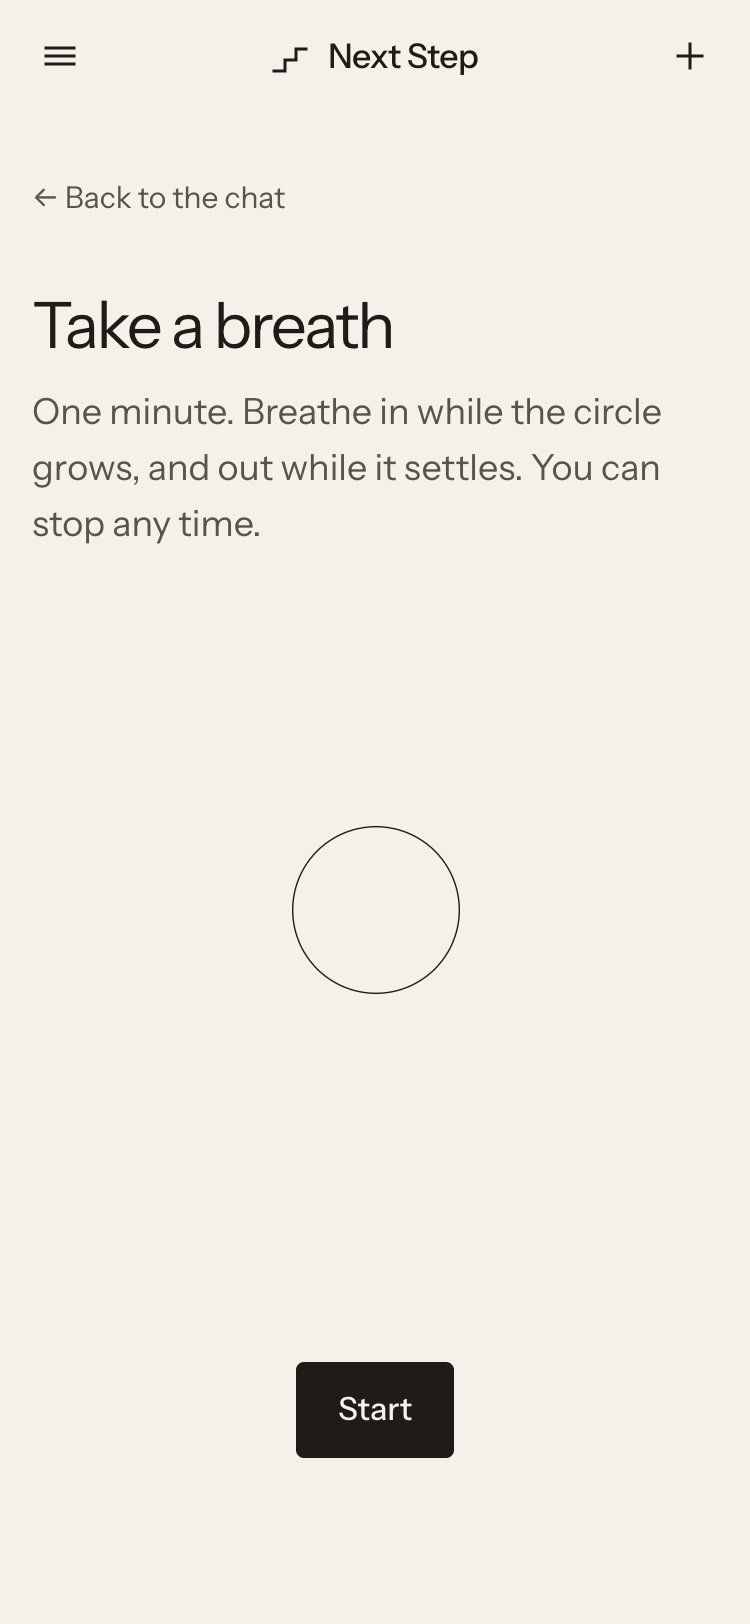 Next Step
← Back to the chat
Take a breath
One minute. Breathe in while the circle
grows, and out while it settles. You can
stop any time.
Start